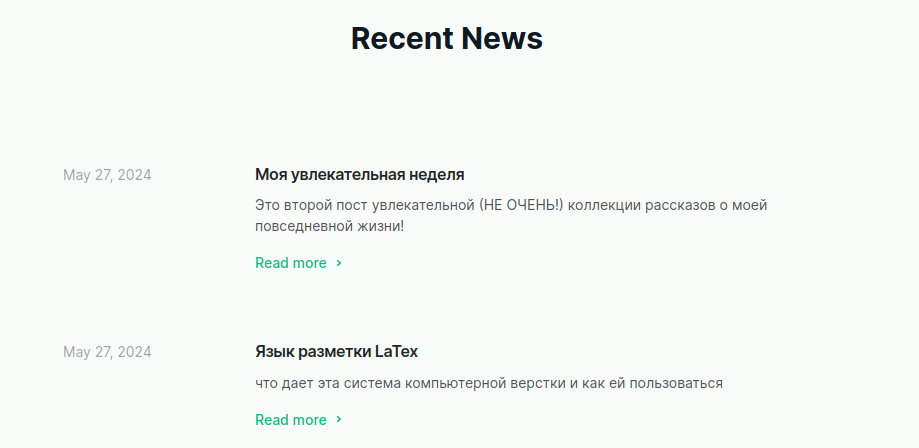 Recent News
May 27, 2024
Моя увлекательная неделя
Это второй пост увлекательной (НЕ ОЧЕНЬ!) коллекции рассказов о моей
повседневной жизни!
Read more
May 27, 2024
Язык разметки LaTex
что дает эта система компьютерной верстки и как ей пользоваться
Read more